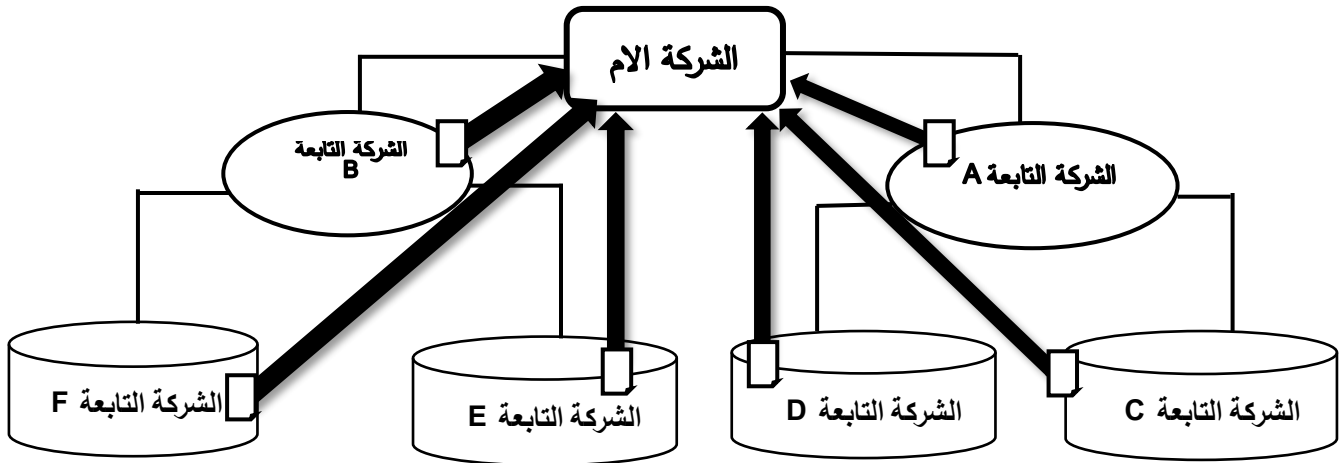 الشركة الام
الشركة التابعة A
الشركة التابعة
B
الشركة التابعة C
الشركة التابعة D
الشركة التابعة E
الشركة التابعة F